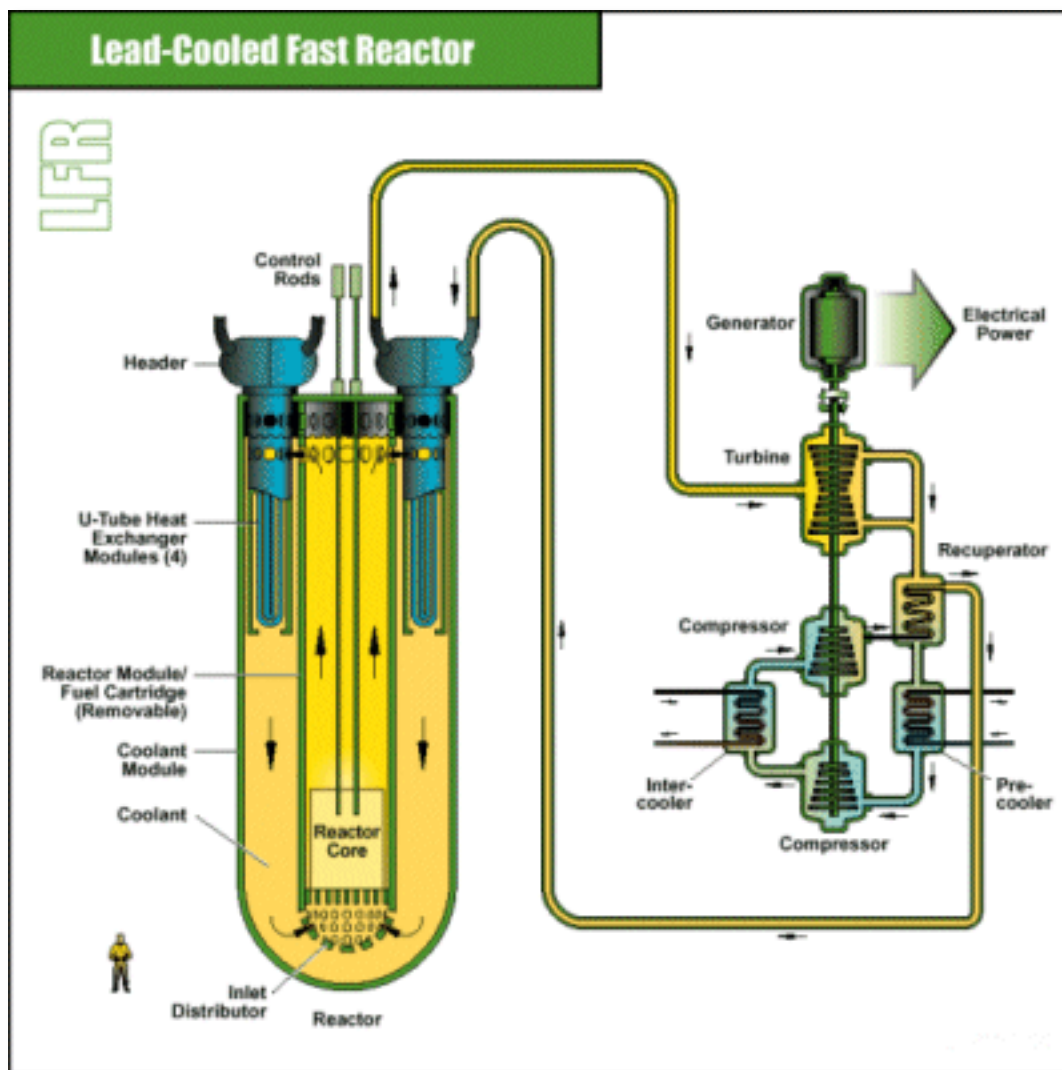 Lead-Cooled Fast Reactor
LFR
Control
Rods
Header
Generator
Electrical
Power
Turbine
U-Tube Heat
Exchanger
Modules (4)
Recuperator
Compressor
Reactor Module/
Fuel Cartridge
(Removable)
Coolant
Module
Inter-
cooler
Pre-
cooler
Coolant
Reactor
Core
Compressor
Inlet
Distributor
Reactor